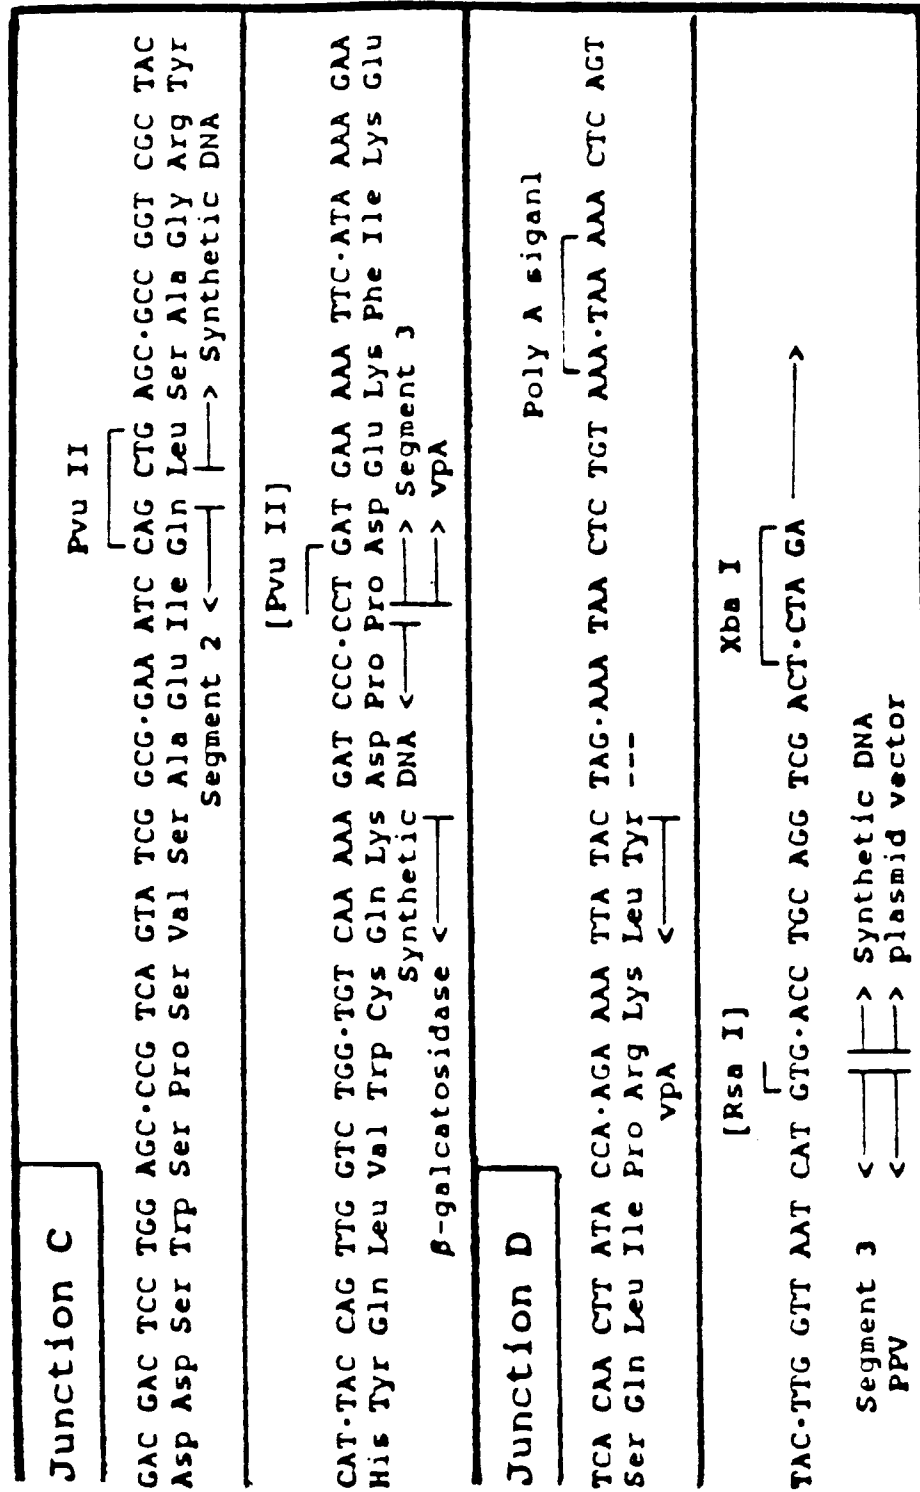 Junction C
Pvu II
GAC GAC TCC TGG AGC·CCG TCA GTA TCG GCG·GAA ATC CAG CTG AGC·GCC GGT CGC TAC
Asp Asp Ser Trp Ser Pro Ser Val Ser Ala Glu Ile Gln Leu Ser Ala Gly Arg Tyr
Segment 2 <——— ———> Synthetic DNA
[Pvu II]
CAT·TAC CAG TTG GTC TGG·TGT CAA AAA GAT CCC·CCT GAT GAA AAA TTC·ATA AAA GAA
His Tyr Gln Leu Val Trp Cys Gln Lys Asp Pro Pro Asp Glu Lys Phe Ile Lys Glu
Synthetic DNA <—— ——> Segment 3
β-galcatosidase <——— ——> vpA
Junction D
Poly A siganl
TCA CAA CTT ATA CCA·AGA AAA TTA TAC TAG·AAA TAA CTC TGT AAA·TAA AAA CTC AGT
Ser Gln Leu Ile Pro Arg Lys Leu Tyr ---
vpA <———
[Rsa I]
Xba I
TAC·TTG GTT AAT CAT GTG·ACC TGC AGG TCG ACT·CTA GA ———>
Segment 3 <——— ——> Synthetic DNA
PPV <——— ——> plasmid vector